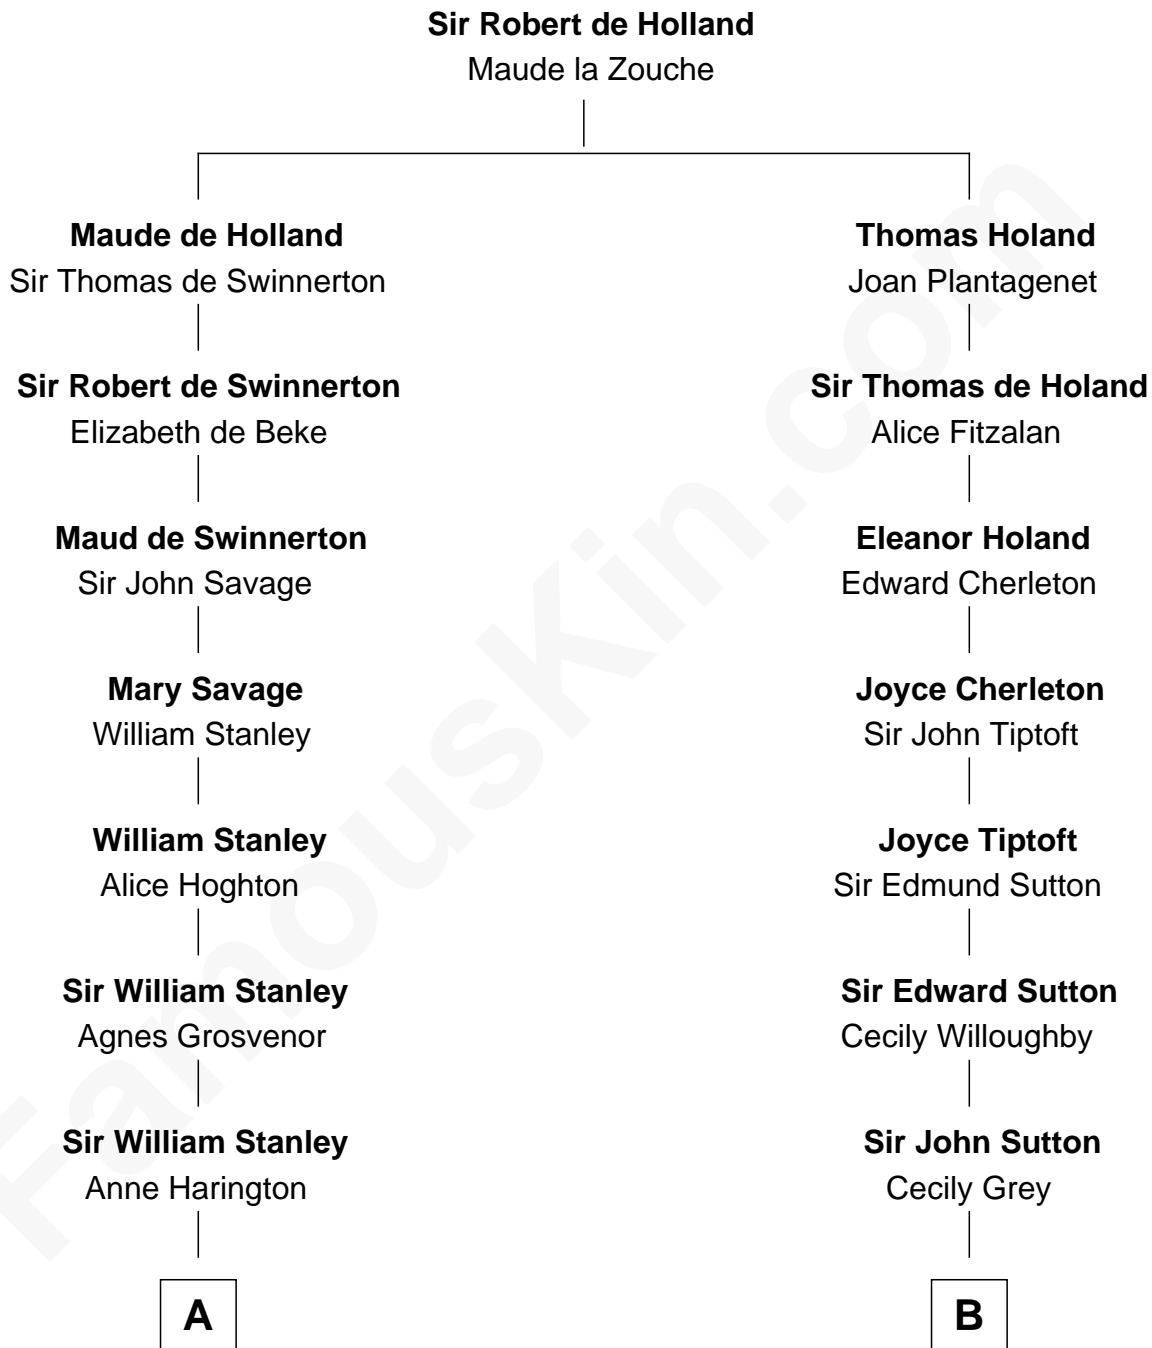 Sir Robert de Holland
Maude la Zouche
Maude de Holland
Sir Thomas de Swinnerton
Thomas Holand
Joan Plantagenet
Sir Robert de Swinnerton
Elizabeth de Beke
Sir Thomas de Holand
Alice Fitzalan
Maud de Swinnerton
Sir John Savage
Eleanor Holand
Edward Cherleton
Mary Savage
William Stanley
Joyce Cherleton
Sir John Tiptoft
William Stanley
Alice Hoghton
Joyce Tiptoft
Sir Edmund Sutton
Sir William Stanley
Agnes Grosvenor
Sir Edward Sutton
Cecily Willoughby
Sir William Stanley
Anne Harington
Sir John Sutton
Cecily Grey
A
B
FamousKin.com